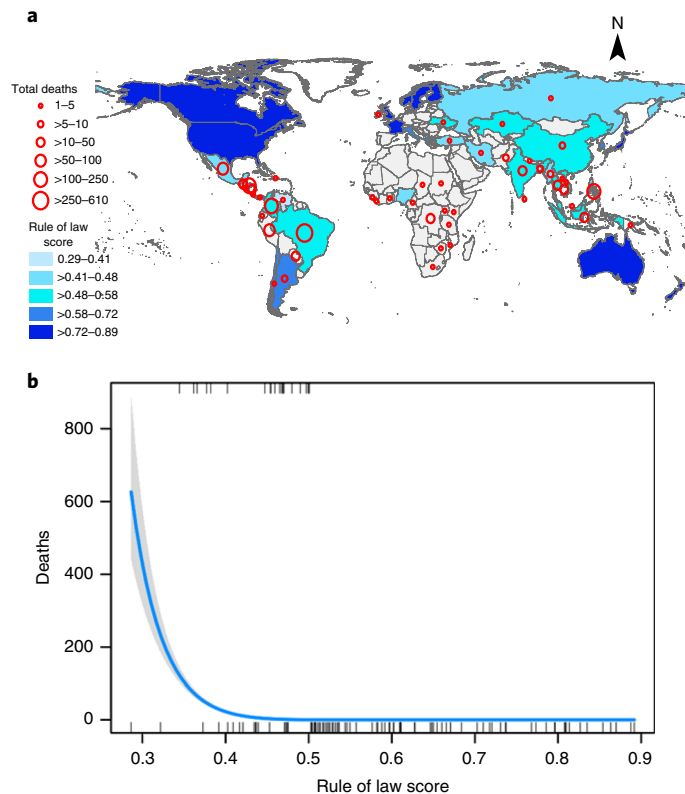 a
N
Total deaths
1–5
>5–10
>10–50
>50–100
>100–250
>250–610
Rule of law
score
0.29–0.41
>0.41–0.48
>0.48–0.58
>0.58–0.72
>0.72–0.89
b
Deaths
800
600
400
200
0
0.3 0.4 0.5 0.6 0.7 0.8 0.9
Rule of law score